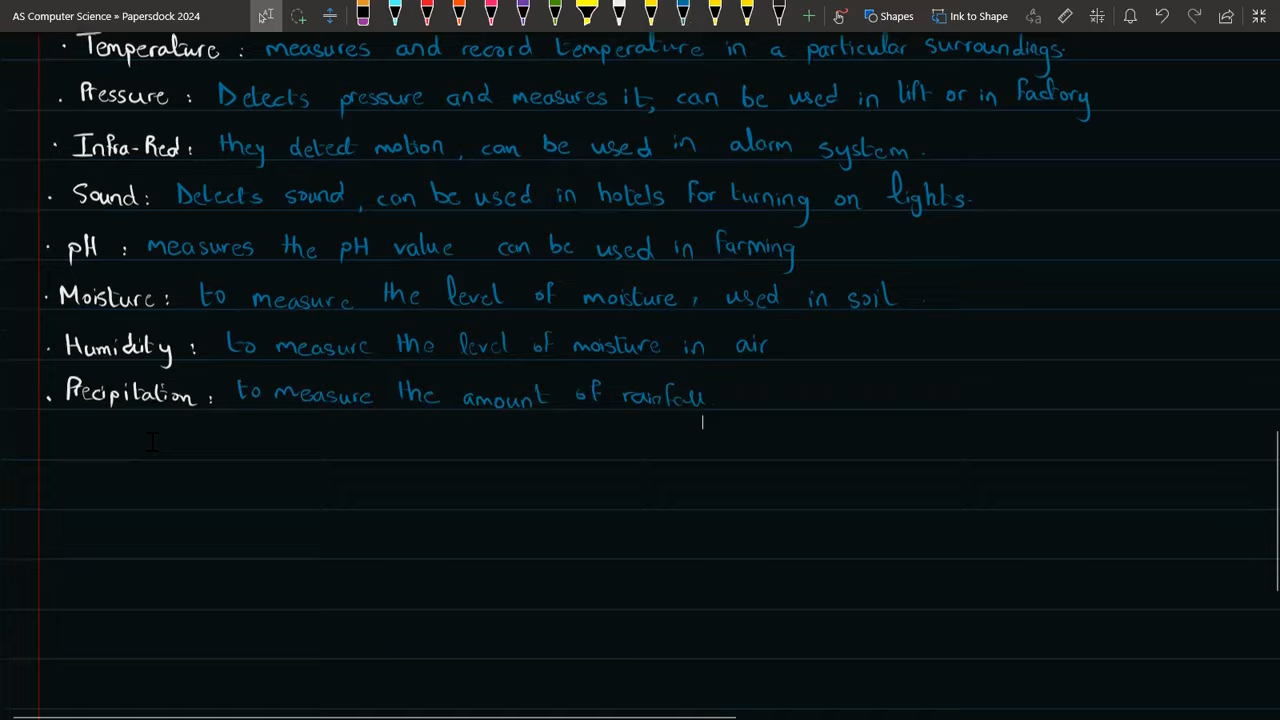 AS Computer Science » Papersdock 2024
Shapes
Ink to Shape
· Temperature : measures and record temperature in a particular surroundings.
· Pressure : Detects pressure and measures it, can be used in lift or in factory
· Infra-Red : they detect motion, can be used in alarm system.
· Sound : Detects sound, can be used in hotels for turning on lights.
· pH : measures the pH value can be used in farming
· Moisture : to measure the level of moisture, used in soil
· Humidity : to measure the level of moisture in air
· Precipitation : to measure the amount of rainfall